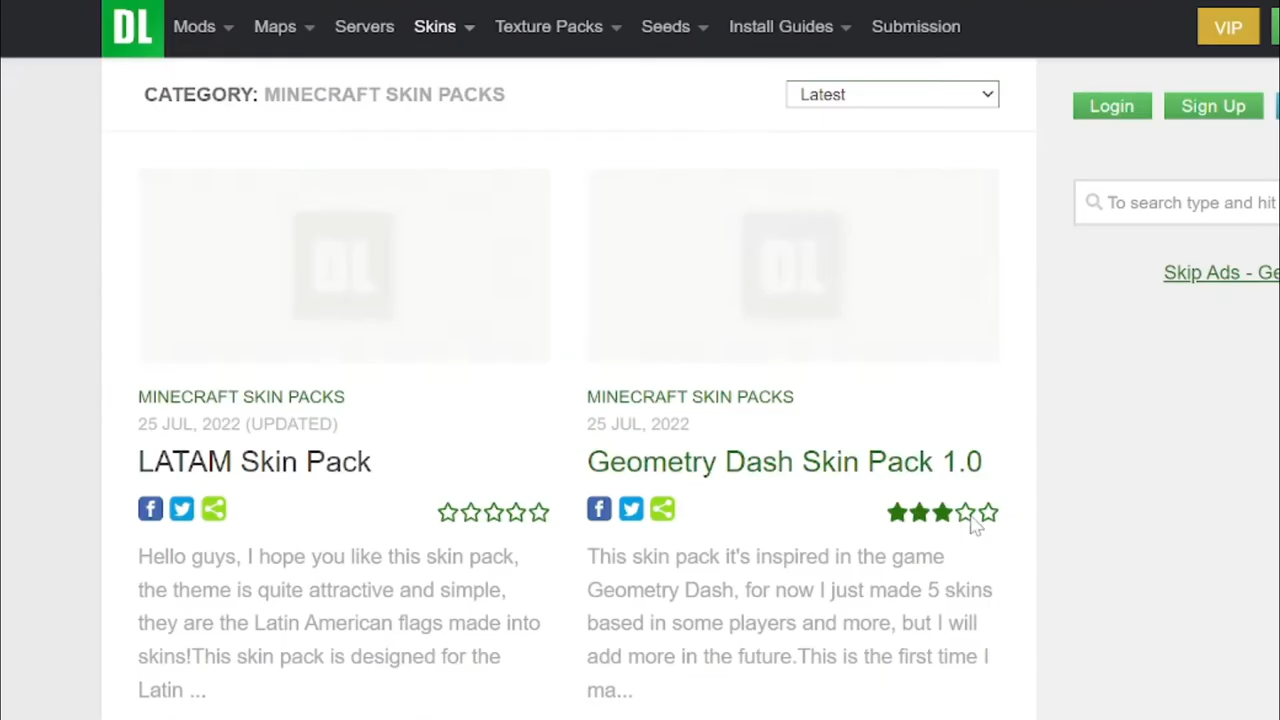 DL Mods Maps Servers Skins Texture Packs Seeds Install Guides Submission VIP
CATEGORY: MINECRAFT SKIN PACKS
Latest
Login Sign Up
To search type and hit
Skip Ads - Ge
DL
DL
MINECRAFT SKIN PACKS
25 JUL, 2022 (UPDATED)
LATAM Skin Pack
Hello guys, I hope you like this skin pack,
the theme is quite attractive and simple,
they are the Latin American flags made into
skins!This skin pack is designed for the
Latin ...
MINECRAFT SKIN PACKS
25 JUL, 2022
Geometry Dash Skin Pack 1.0
This skin pack it's inspired in the game
Geometry Dash, for now I just made 5 skins
based in some players and more, but I will
add more in the future.This is the first time I
ma...